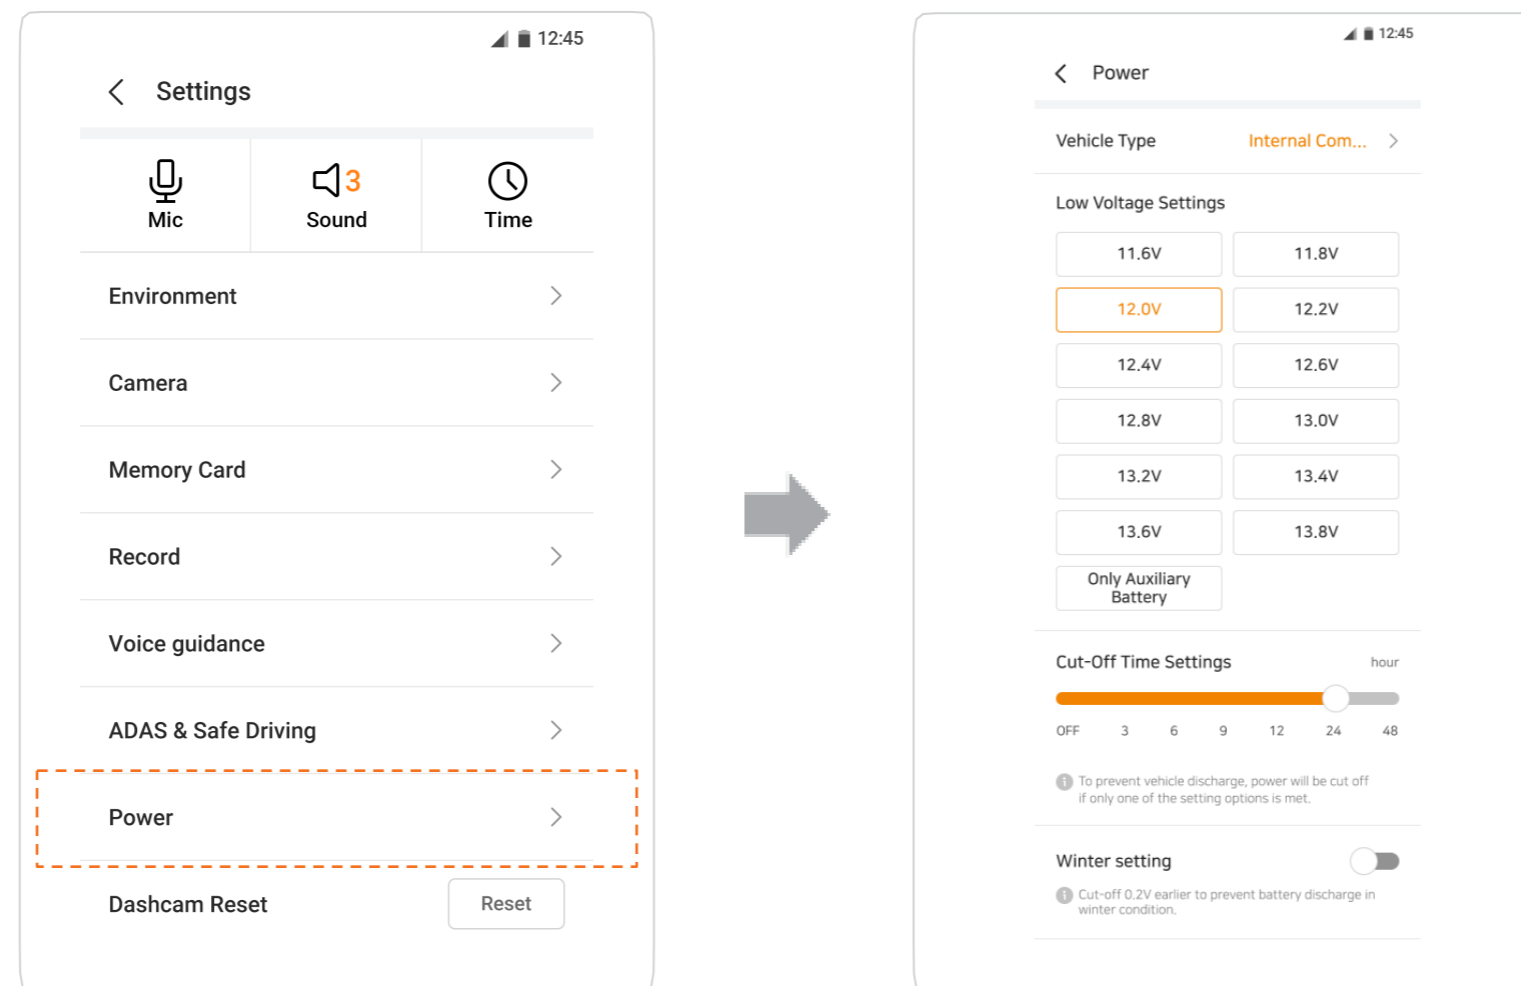 12:45
Settings
3
Mic
Sound
Time
Environment
Camera
Memory Card
Record
Voice guidance
ADAS & Safe Driving
Power
Dashcam Reset
Reset
12:45
Power
Vehicle Type
Internal Com...
Low Voltage Settings
11.6V
11.8V
12.0V
12.2V
12.4V
12.6V
12.8V
13.0V
13.2V
13.4V
13.6V
13.8V
Only Auxiliary
Battery
Cut-Off Time Settings
hour
OFF 3 6 9 12 24 48
To prevent vehicle discharge, power will be cut off
if only one of the setting options is met.
Winter setting
Cut-off 0.2V earlier to prevent battery discharge in
winter condition.